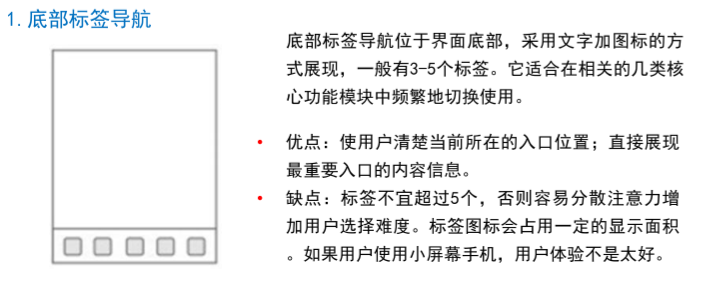 1.底部标签导航
底部标签导航位于界面底部，采用文字加图标的方
式展现，一般有3-5个标签。它适合在相关的几类核
心功能模块中频繁地切换使用。
• 优点：使用户清楚当前所在的入口位置；直接展现
最重要入口的内容信息。
• 缺点：标签不宜超过5个，否则容易分散注意力增
加用户选择难度。标签图标会占用一定的显示面积
。如果用户使用小屏幕手机，用户体验不是太好。